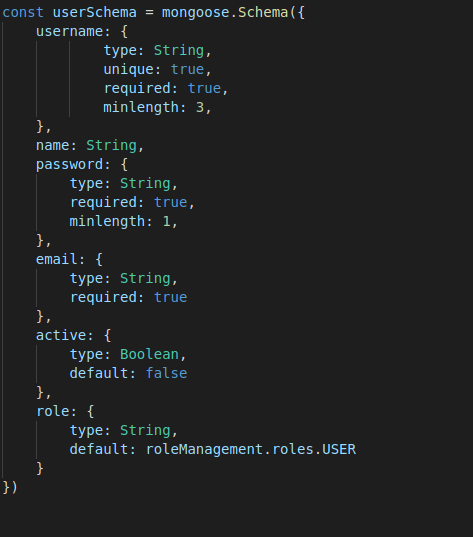 const userSchema = mongoose.Schema({
    username: {
            type: String,
            unique: true,
            required: true,
            minlength: 3,
    },
    name: String,
    password: {
        type: String,
        required: true,
        minlength: 1,
    },
    email: {
        type: String,
        required: true
    },
    active: {
        type: Boolean,
        default: false
    },
    role: {
        type: String,
        default: roleManagement.roles.USER
    }
})